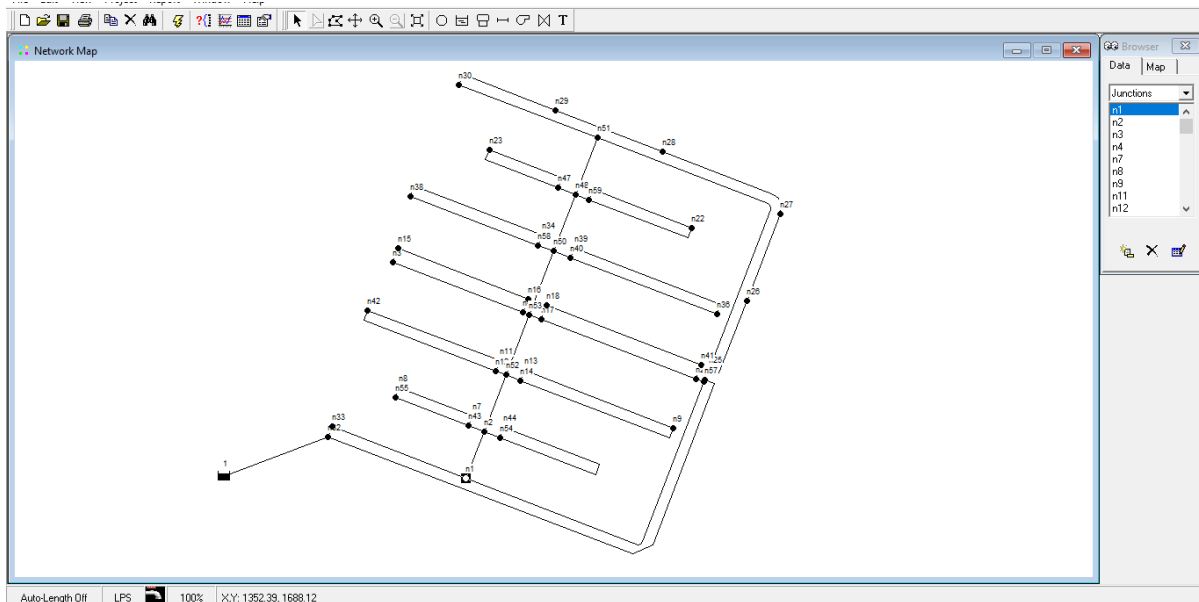 Network Map
Browser
Data
Map
Junctions
n1
n2
n3
n4
n7
n8
n9
n11
n12
n30
n29
n51
n28
n23
n47
n48
n59
n27
n38
n22
n34
n58
n50
n39
n40
n15
n3
n16
n18
n53
n17
n26
n36
n42
n11
n52
n13
n14
n41
n57
n8
n55
n7
n43
n2
n44
n54
n9
n33
n1
1
Auto-Length Off
LPS
100%
X,Y: 1352.39, 1688.12
T